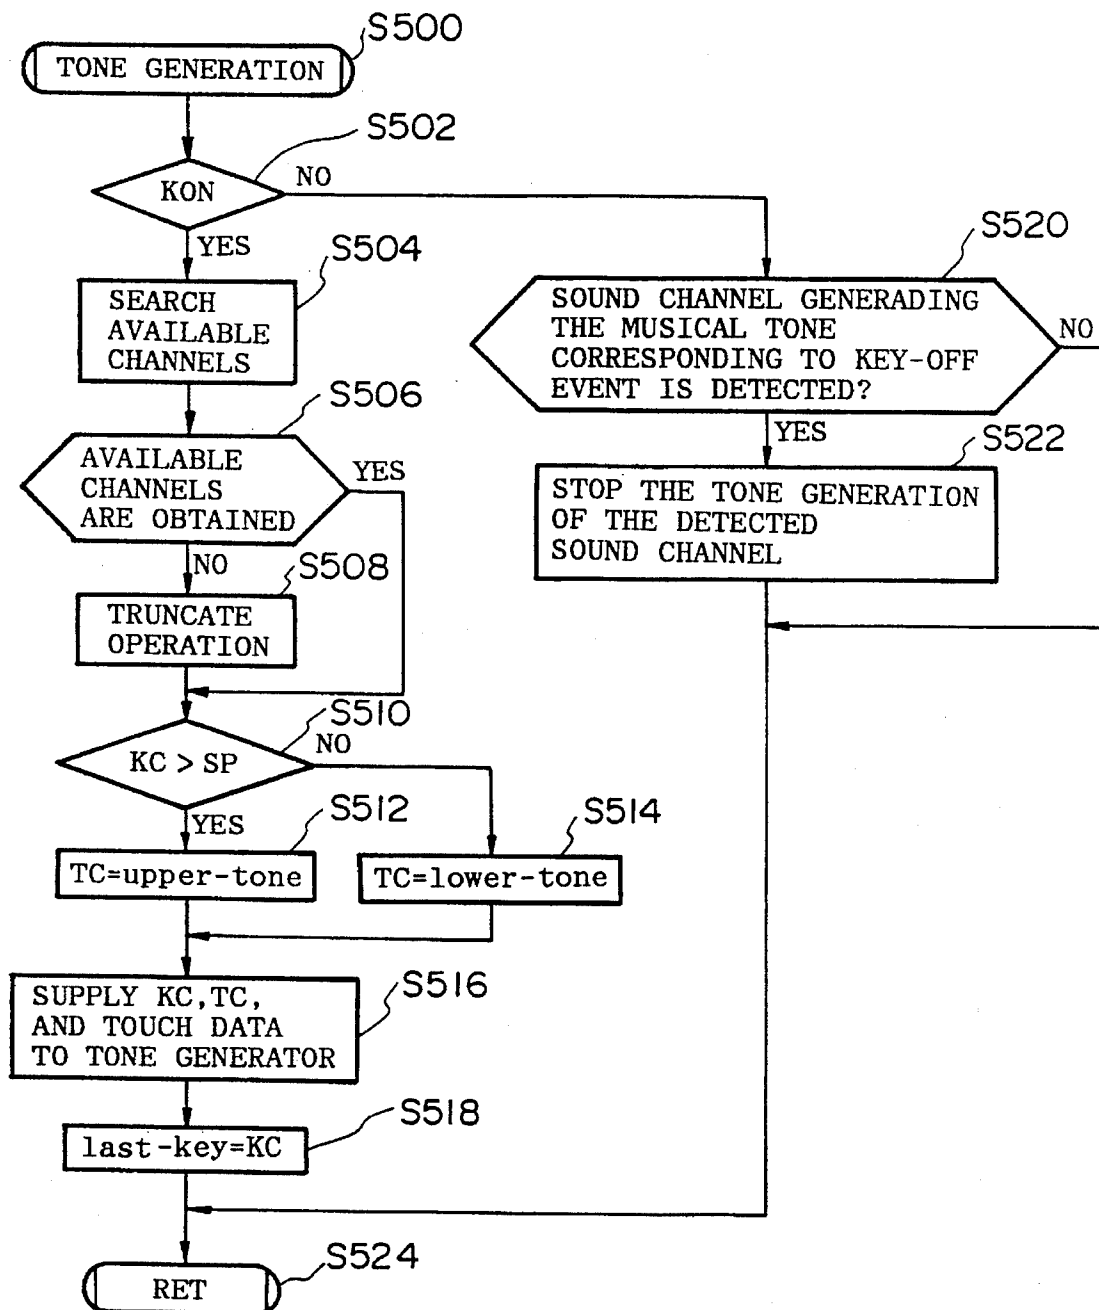 S500
TONE GENERATION
S502
KON
NO
YES
S504
SEARCH
AVAILABLE
CHANNELS
S506
AVAILABLE
CHANNELS
ARE OBTAINED
YES
NO
S508
TRUNCATE
OPERATION
S510
KC > SP
NO
YES
S512
TC=upper-tone
S514
TC=lower-tone
S516
SUPPLY KC,TC,
AND TOUCH DATA
TO TONE GENERATOR
S518
last-key=KC
S520
SOUND CHANNEL GENERADING
THE MUSICAL TONE
CORRESPONDING TO KEY-OFF
EVENT IS DETECTED?
NO
YES
S522
STOP THE TONE GENERATION
OF THE DETECTED
SOUND CHANNEL
S524
RET